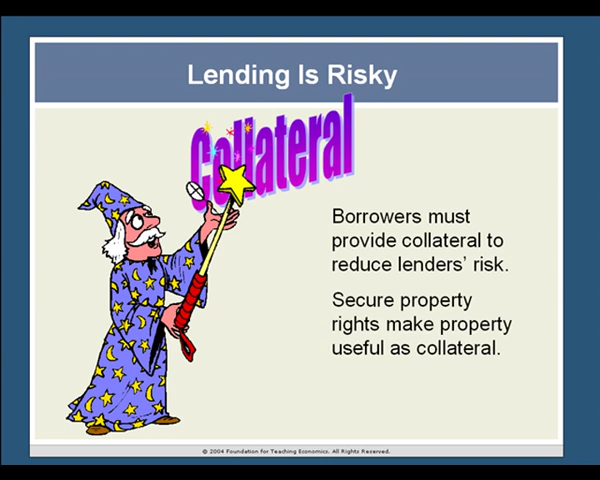 Lending Is Risky
Collateral
Borrowers must
provide collateral to
reduce lenders' risk.
Secure property
rights make property
useful as collateral.
© 2004 Foundation for Teaching Economics. All Rights Reserved.